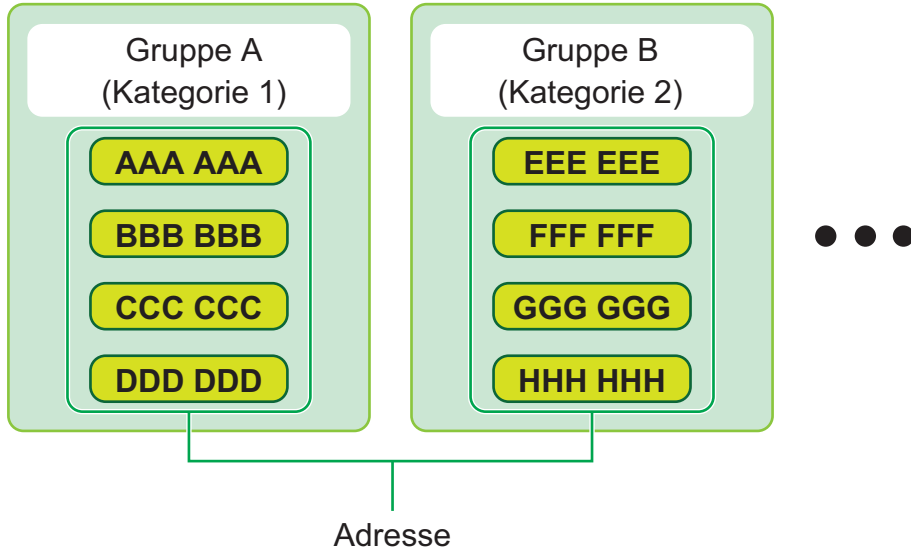 Gruppe A
(Kategorie 1)
AAA AAA
BBB BBB
CCC CCC
DDD DDD
Gruppe B
(Kategorie 2)
EEE EEE
FFF FFF
GGG GGG
HHH HHH
Adresse